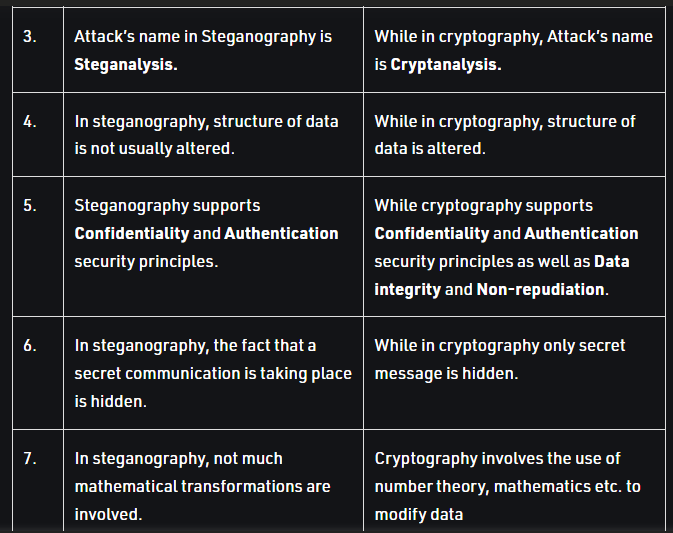 3.
Attack's name in Steganography is
Steganalysis.
While in cryptography, Attack's name
is Cryptanalysis.
4.
In steganography, structure of data
is not usually altered.
While in cryptography, structure of
data is altered.
5.
Steganography supports
Confidentiality and Authentication
security principles.
While cryptography supports
Confidentiality and Authentication
security principles as well as Data
integrity and Non-repudiation.
6.
In steganography, the fact that a
secret communication is taking place
is hidden.
While in cryptography only secret
message is hidden.
7.
In steganography, not much
mathematical transformations are
involved.
Cryptography involves the use of
number theory, mathematics etc. to
modify data